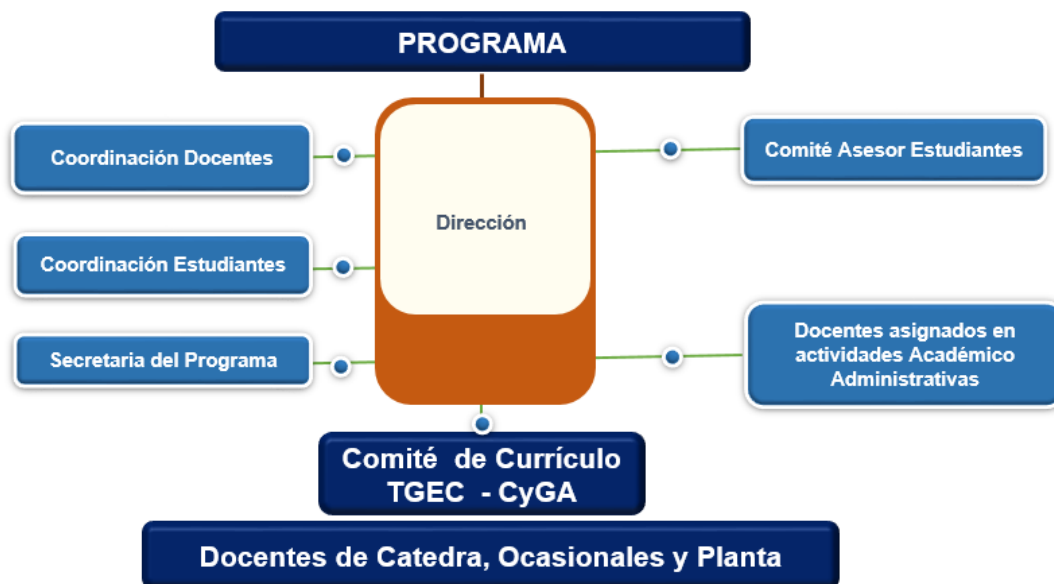 PROGRAMA
Coordinación Docentes
Comité Asesor Estudiantes
Dirección
Coordinación Estudiantes
Secretaria del Programa
Docentes asignados en
actividades Académico
Administrativas
Comité de Currículo
TGEC - CyGA
Docentes de Catedra, Ocasionales y Planta